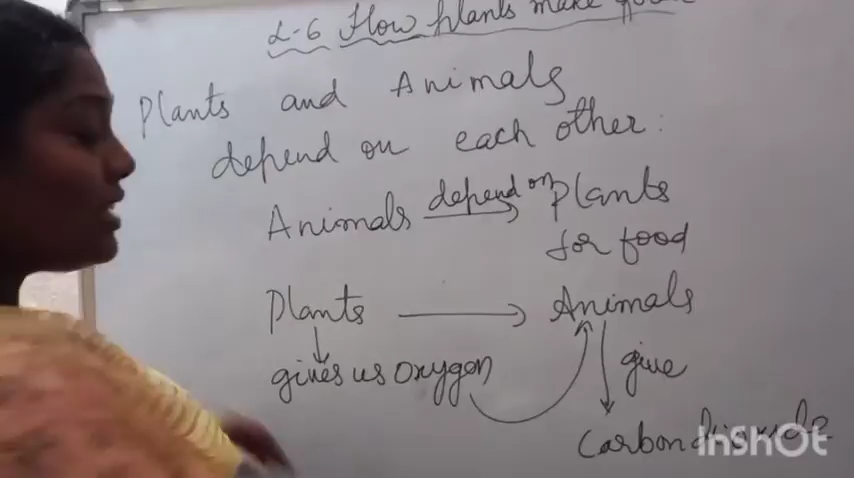 L-6 How plants make
Plants and Animals
depend on each other:
Animals depend on Plants
for food
Plants → Animals
gives us oxygen
give
Carbondioxide
InShOt